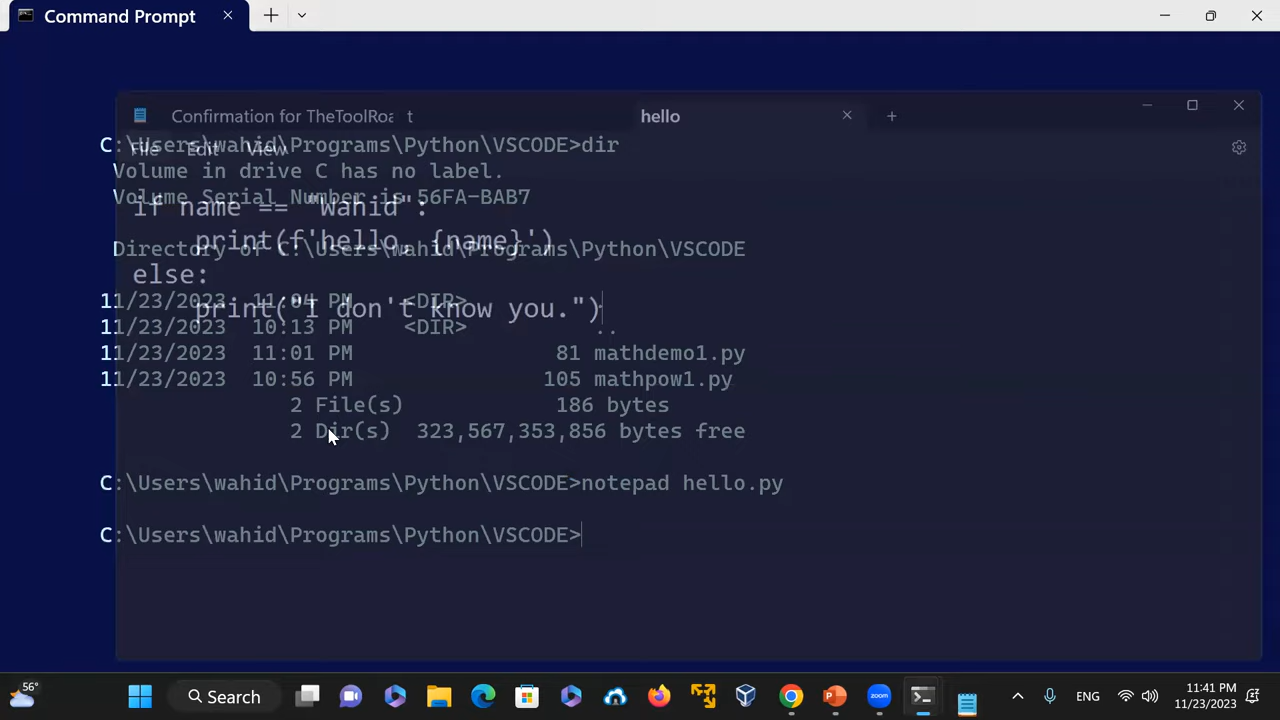 Command Prompt
Confirmation for TheToolRoa t
hello
C:\Users\wahid\Programs\Python\VSCODE>dir
File Edit View
Volume in drive C has no label.
Volume Serial Number is 56FA-BAB7
if name == "Wahid":
print(f'hello, {name}')
Directory of C:\Users\wahid\Programs\Python\VSCODE
else:
11/23/2023 11:04 PM <DIR> .
print("I don't know you.")
11/23/2023 10:13 PM <DIR> ..
11/23/2023 11:01 PM 81 mathdemo1.py
11/23/2023 10:56 PM 105 mathpow1.py
2 File(s) 186 bytes
2 Dir(s) 323,567,353,856 bytes free
C:\Users\wahid\Programs\Python\VSCODE>notepad hello.py
C:\Users\wahid\Programs\Python\VSCODE>
56°
Search
zoom
ENG
11:41 PM
11/23/2023